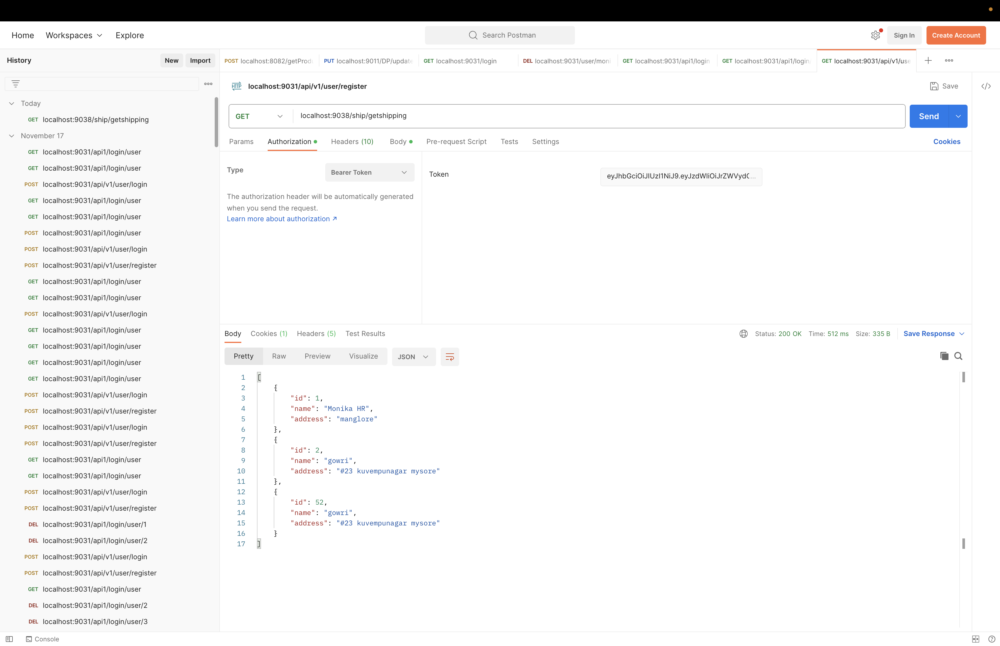 Home Workspaces Explore
Search Postman
Sign In Create Account
History New Import
POST localhost:8082/getProdu PUT localhost:9011/DP/update GET localhost:9031/login DEL localhost:9031/user/moni GET localhost:9031/api1/login GET localhost:9031/api1/login/ GET localhost:9031/api/v1/use
HTTP localhost:9031/api/v1/user/register Save
GET localhost:9038/ship/getshipping Send
Params Authorization Headers (10) Body Pre-request Script Tests Settings Cookies
Type Bearer Token
The authorization header will be automatically generated
when you send the request.
Learn more about authorization
Token eyJhbGciOiJIUzI1NiJ9.eyJzdWIiOiJrZWVydC...
Today
GET localhost:9038/ship/getshipping
November 17
GET localhost:9031/api1/login/user
GET localhost:9031/api1/login/user
POST localhost:9031/api/v1/user/login
GET localhost:9031/api1/login/user
GET localhost:9031/api1/login/user
POST localhost:9031/api1/login/user
POST localhost:9031/api/v1/user/login
POST localhost:9031/api/v1/user/register
GET localhost:9031/api1/login/user
GET localhost:9031/api1/login/user
POST localhost:9031/api/v1/user/login
GET localhost:9031/api1/login/user
GET localhost:9031/api1/login/user
GET localhost:9031/api1/login/user
GET localhost:9031/api1/login/user
POST localhost:9031/api/v1/user/login
POST localhost:9031/api/v1/user/register
POST localhost:9031/api/v1/user/login
POST localhost:9031/api/v1/user/register
GET localhost:9031/api1/login/user
GET localhost:9031/api1/login/user
POST localhost:9031/api/v1/user/login
POST localhost:9031/api/v1/user/register
DEL localhost:9031/api1/login/user/1
DEL localhost:9031/api1/login/user/2
POST localhost:9031/api/v1/user/login
POST localhost:9031/api/v1/user/register
GET localhost:9031/api1/login/user
DEL localhost:9031/api1/login/user/2
DEL localhost:9031/api1/login/user/3
Body Cookies (1) Headers (5) Test Results Status: 200 OK Time: 512 ms Size: 335 B Save Response
Pretty Raw Preview Visualize JSON
1 [
2 {
3 "id": 1,
4 "name": "Monika HR",
5 "address": "manglore"
6 },
7 {
8 "id": 2,
9 "name": "gowri",
10 "address": "#23 kuvempunagar mysore"
11 },
12 {
13 "id": 52,
14 "name": "gowri",
15 "address": "#23 kuvempunagar mysore"
16 }
17 ]
Console